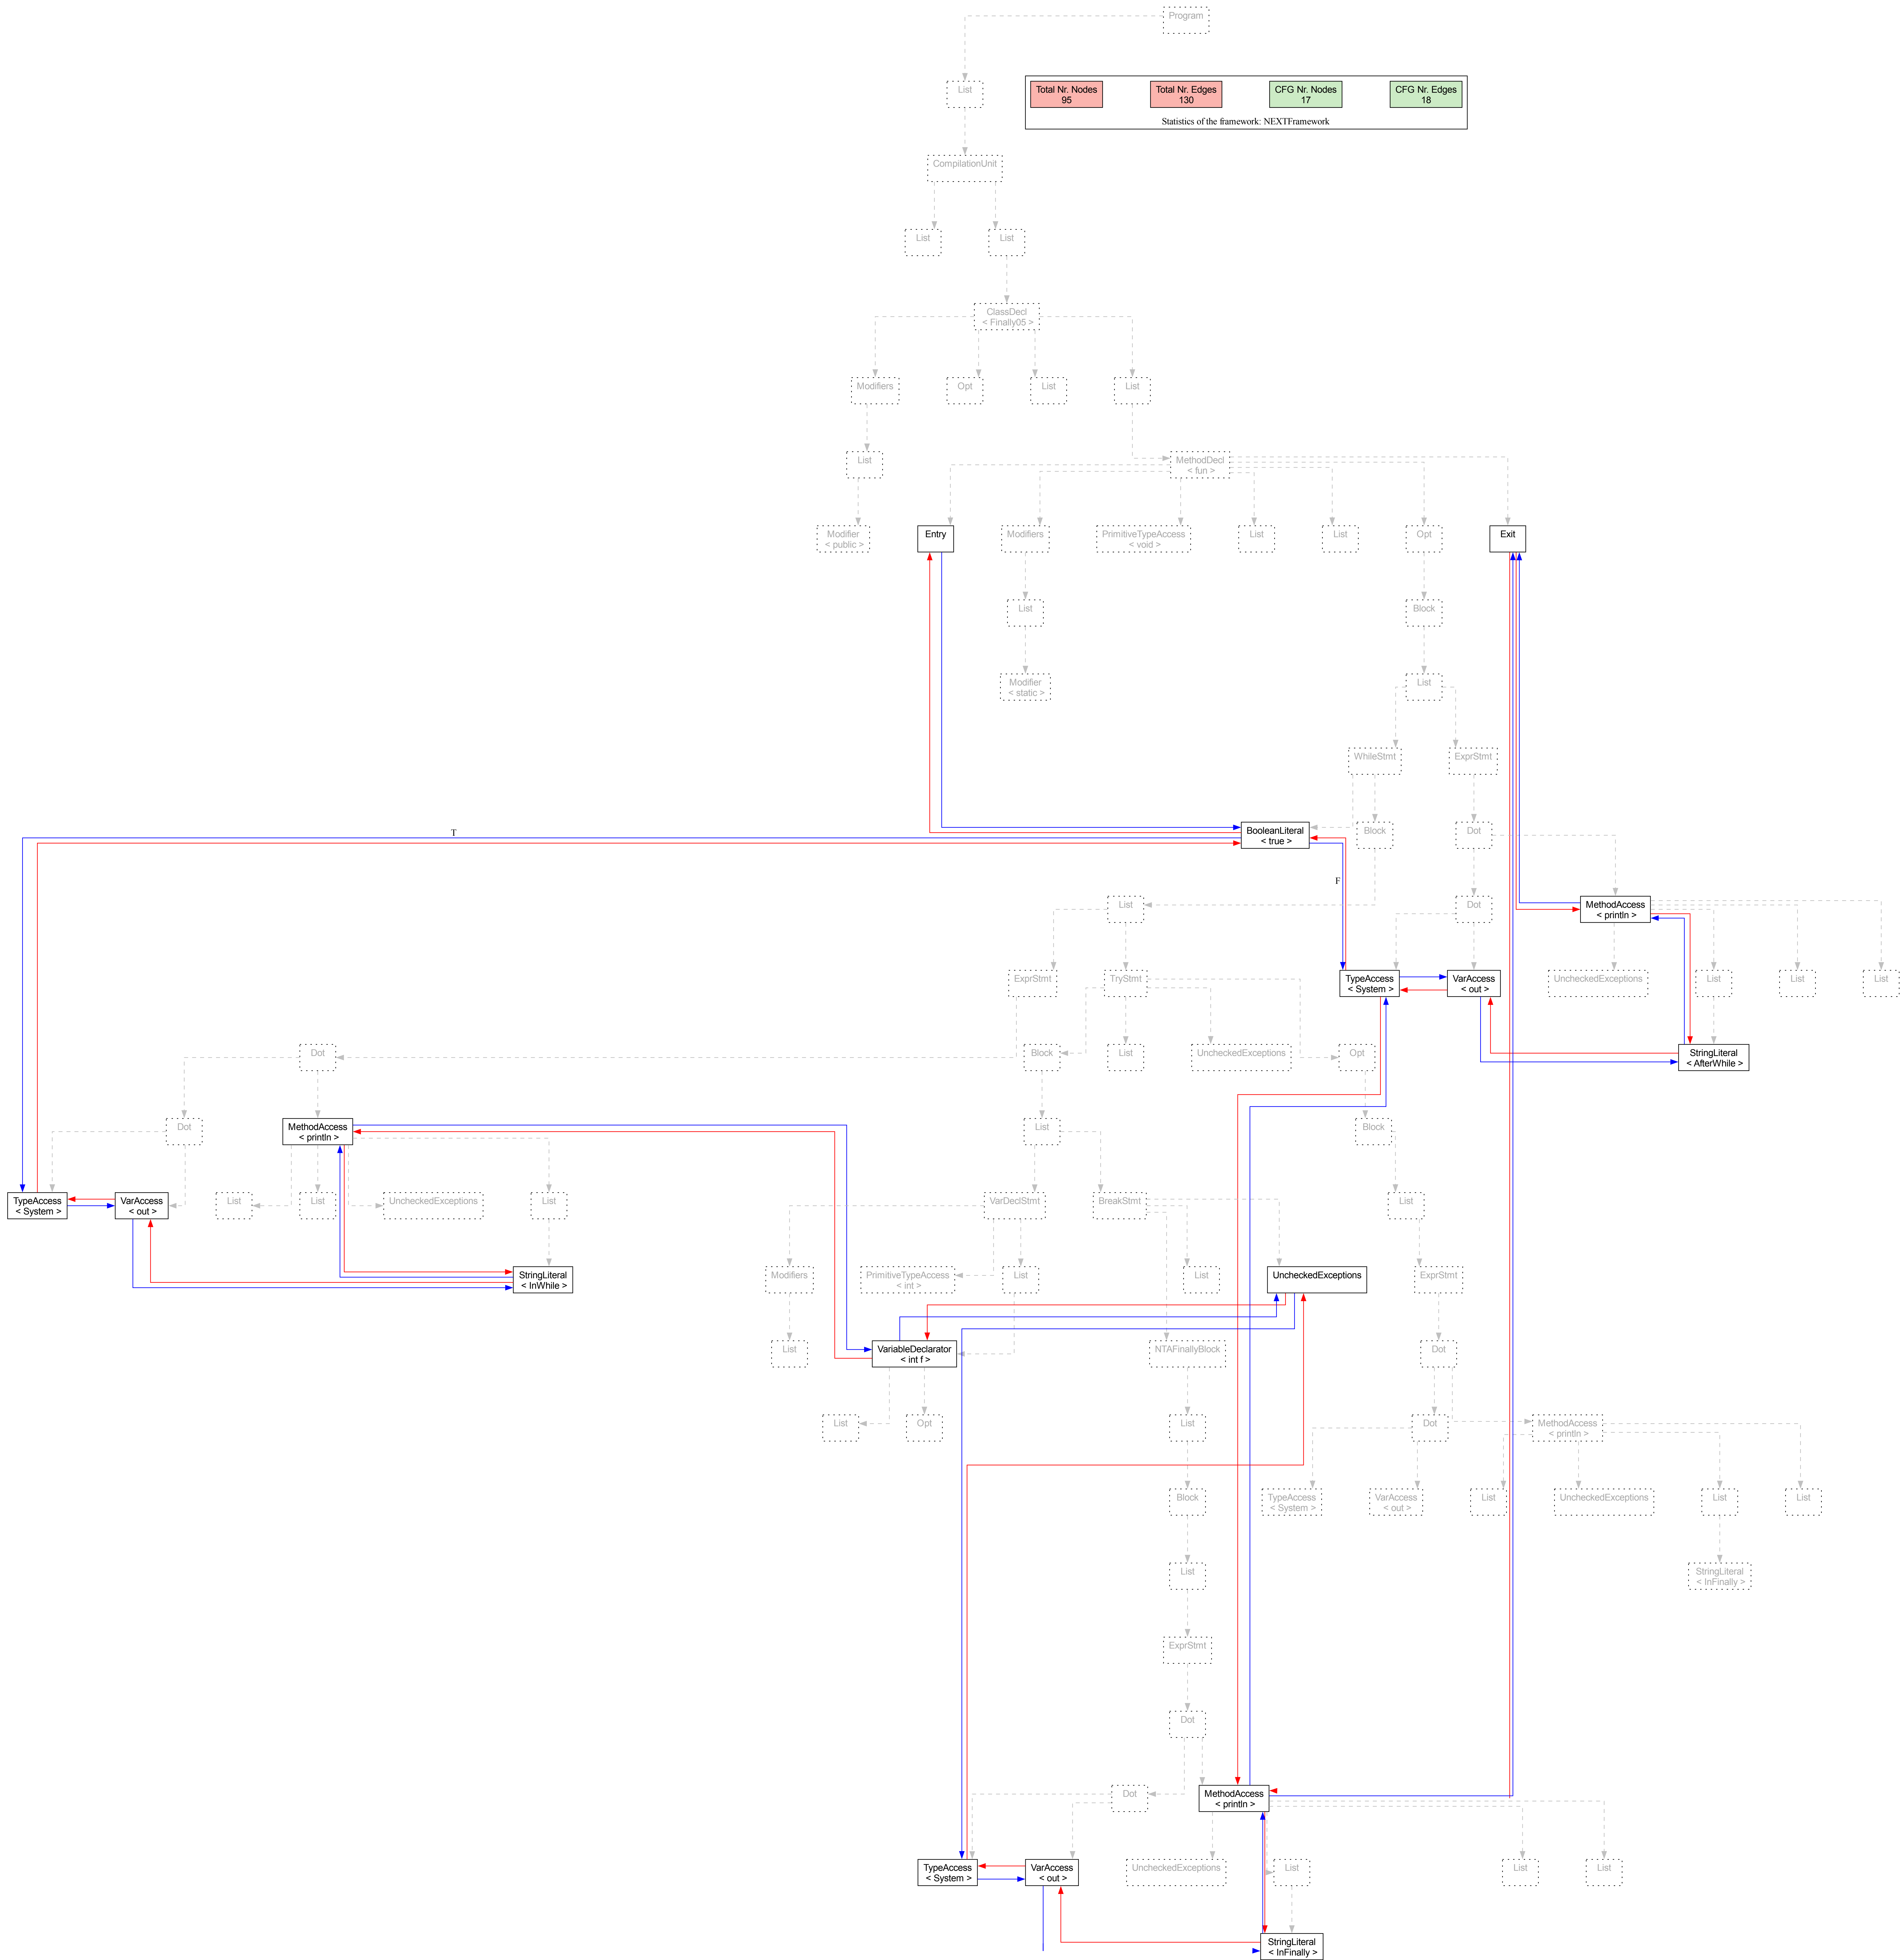 Program
List
Total Nr. Nodes
95
Total Nr. Edges
130
CFG Nr. Nodes
17
CFG Nr. Edges
18
Statistics of the framework: NEXTFramework
CompilationUnit
List
List
ClassDecl
< Finally05 >
Modifiers
Opt
List
List
List
MethodDecl
< fun >
Modifier
< public >
Entry
Modifiers
PrimitiveTypeAccess
< void >
List
List
Opt
Exit
List
Block
Modifier
< static >
List
WhileStmt
ExprStmt
T
BooleanLiteral
< true >
Block
Dot
F
List
Dot
MethodAccess
< println >
ExprStmt
TryStmt
TypeAccess
< System >
VarAccess
< out >
UncheckedExceptions
List
List
List
Dot
Block
List
UncheckedExceptions
Opt
StringLiteral
< AfterWhile >
Dot
MethodAccess
< println >
List
Block
TypeAccess
< System >
VarAccess
< out >
List
List
UncheckedExceptions
List
VarDeclStmt
BreakStmt
List
StringLiteral
< InWhile >
Modifiers
PrimitiveTypeAccess
< int >
List
List
UncheckedExceptions
ExprStmt
List
VariableDeclarator
< int f >
NTAFinallyBlock
Dot
List
Opt
List
Dot
MethodAccess
< println >
Block
TypeAccess
< System >
VarAccess
< out >
List
UncheckedExceptions
List
List
List
StringLiteral
< InFinally >
ExprStmt
Dot
Dot
MethodAccess
< println >
TypeAccess
< System >
VarAccess
< out >
UncheckedExceptions
List
List
List
StringLiteral
< InFinally >